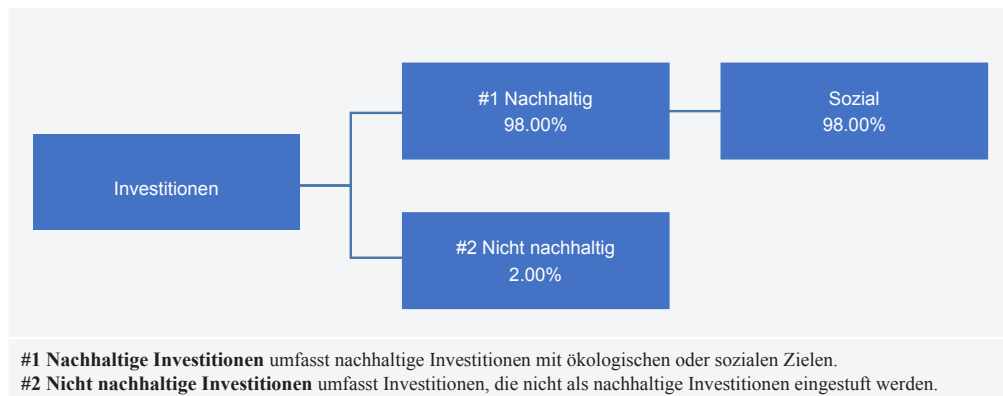 #1 Nachhaltig
98.00%
Sozial
98.00%
Investitionen
#2 Nicht nachhaltig
2.00%
#1 Nachhaltige Investitionen umfasst nachhaltige Investitionen mit ökologischen oder sozialen Zielen.
#2 Nicht nachhaltige Investitionen umfasst Investitionen, die nicht als nachhaltige Investitionen eingestuft werden.